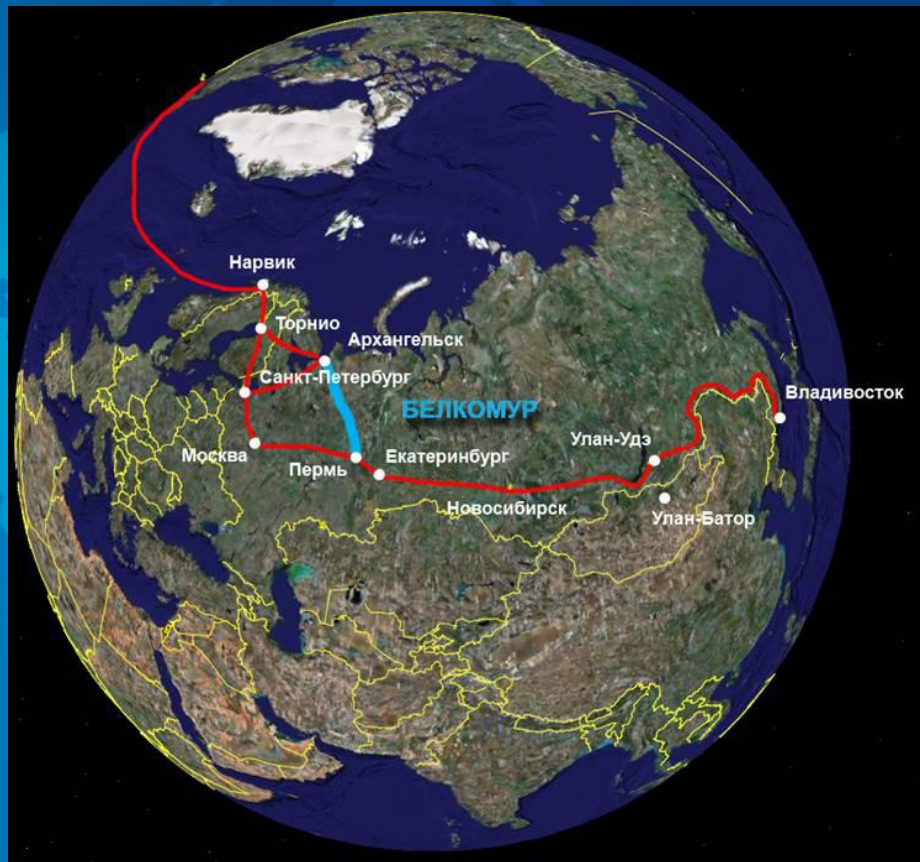 Нарвик
Торнио
Архангельск
Санкт-Петербург
БЕЛКОМУР
Владивосток
Москва
Пермь
Екатеринбург
Улан-Удэ
Новосибирск
Улан-Батор